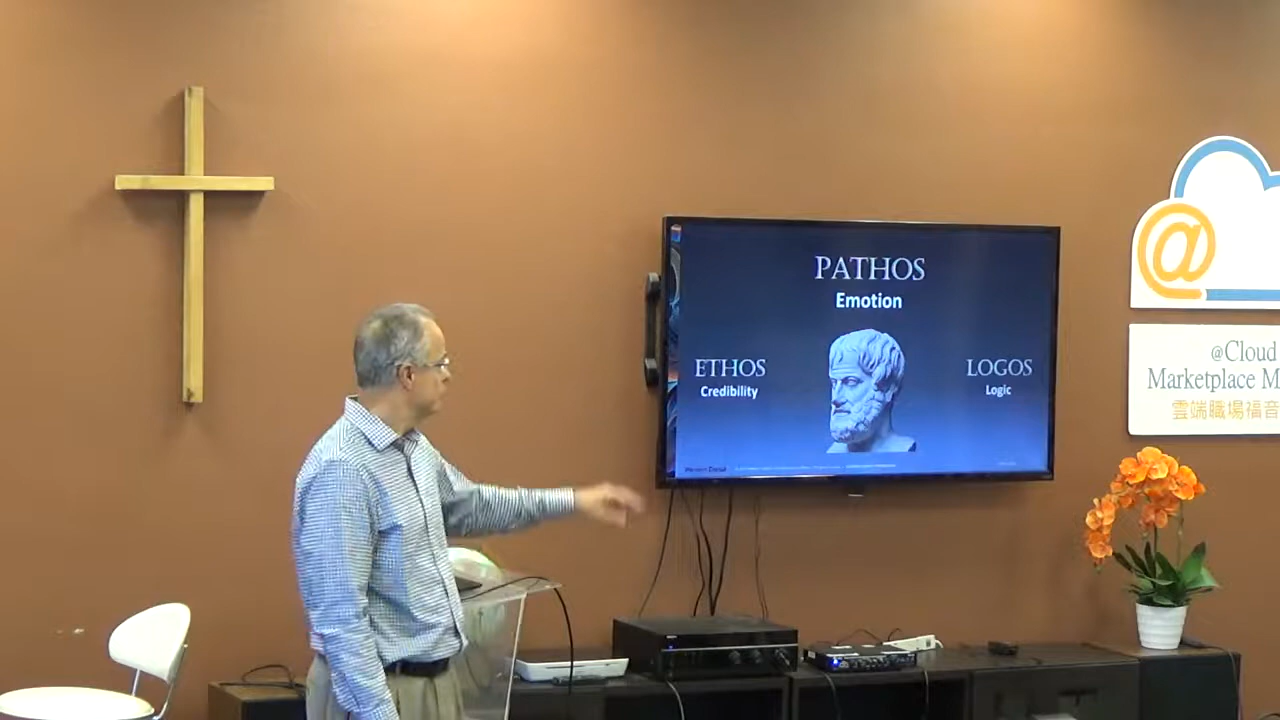 PATHOS
Emotion
ETHOS
Credibility
LOGOS
Logic
@
@Cloud
Marketplace M
雲端職場福音